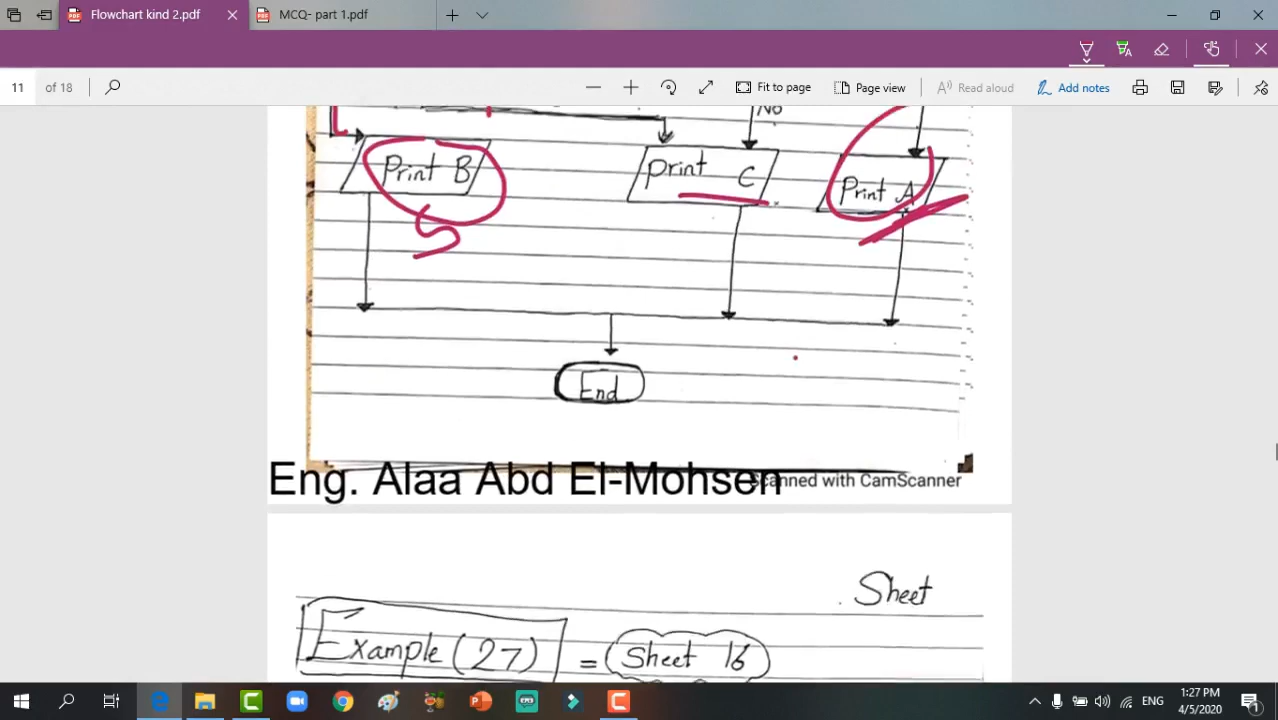 Flowchart kind 2.pdf
MCQ- part 1.pdf
11 of 18
Fit to page
Page view
Read aloud
Add notes
No
Print B
Print C
Print A
5
End
Eng. Alaa Abd El-Mohsen
Scanned with CamScanner
Sheet
Example (27) = Sheet 16
ENG
1:27 PM
4/5/2020